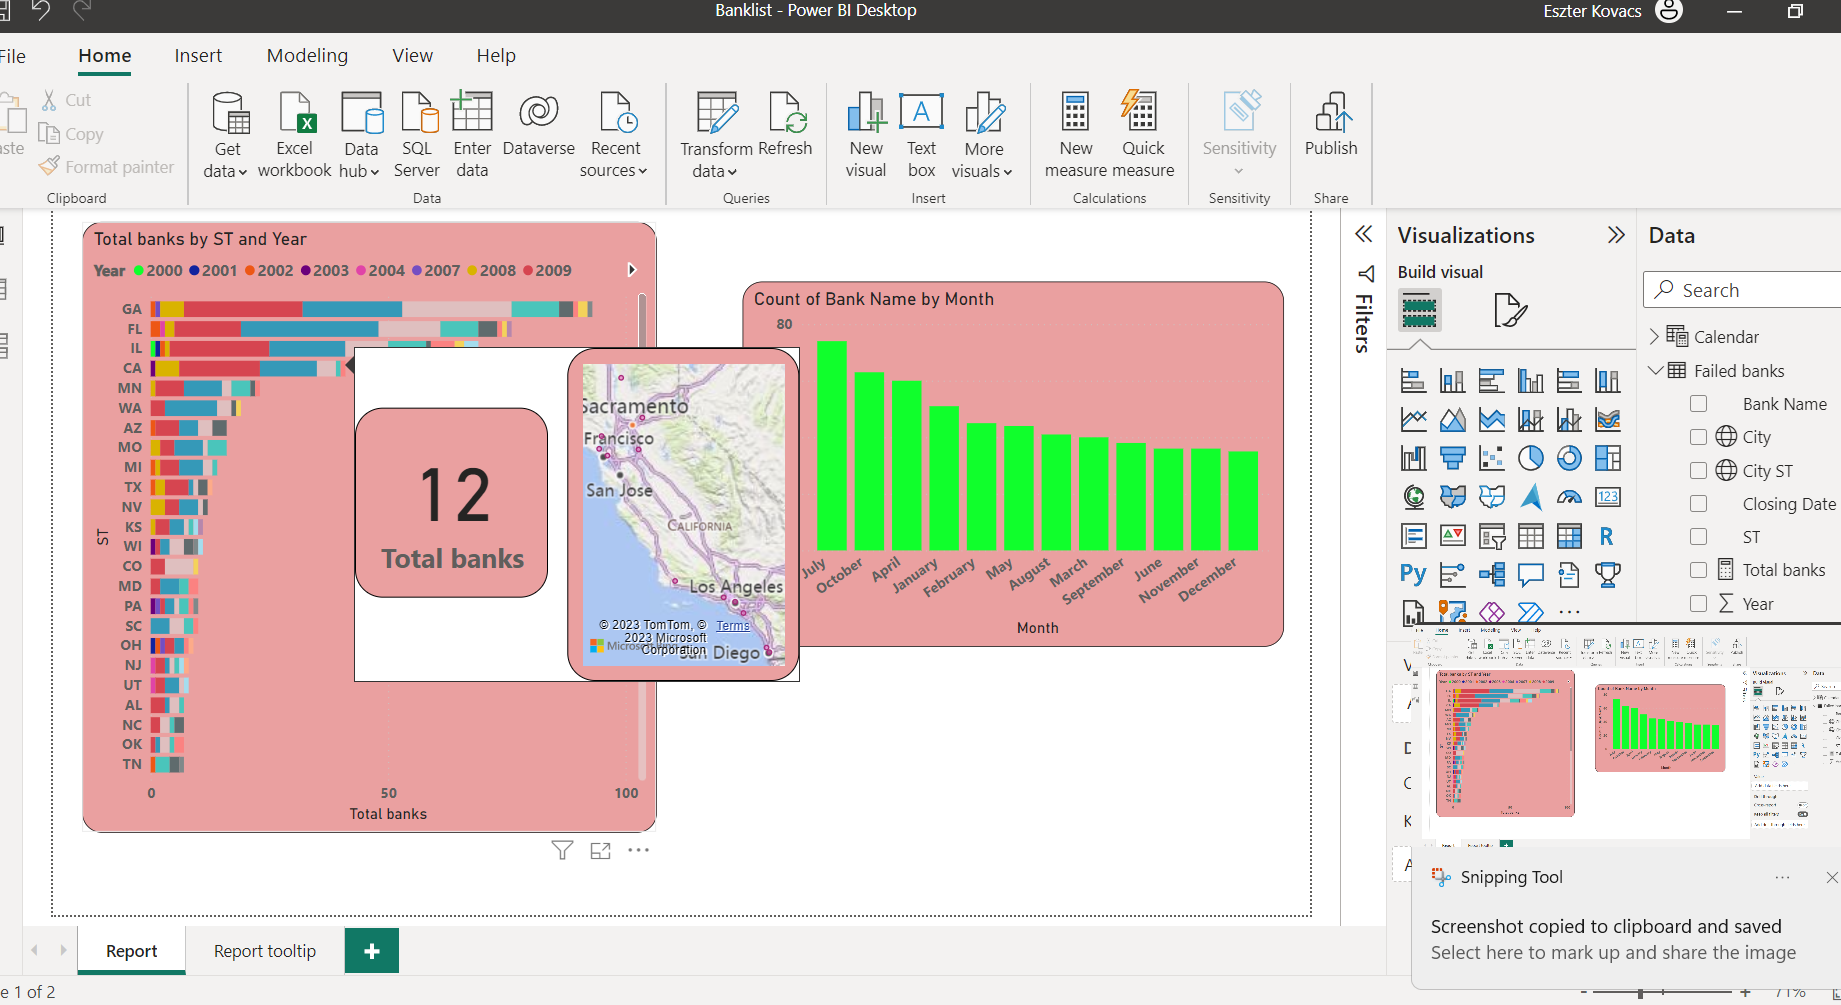 Banklist - Power BI Desktop
Eszter Kovacs
File
Home
Insert
Modeling
View
Help
Cut
Copy
Format painter
Clipboard
Get data
Excel workbook
Data hub
SQL Server
Enter data
Dataverse
Recent sources
Data
Transform data
Refresh
Queries
New visual
Text box
More visuals
Insert
New measure
Quick measure
Calculations
Sensitivity
Sensitivity
Publish
Share
Total banks by ST and Year
Year 2000 2001 2002 2003 2004 2007 2008 2009
GA
FL
IL
CA
MN
WA
AZ
MO
MI
TX
NV
KS
WI
CO
MD
PA
SC
OH
NJ
UT
AL
NC
OK
TN
ST
0 50 100
Total banks
12
Total banks
Sacramento
Francisco
San Jose
CALIFORNIA
Los Angeles
San Diego
© 2023 TomTom, © 2023 Microsoft Corporation
Terms
Count of Bank Name by Month
80
July
October
April
January
February
May
August
March
September
June
November
December
Month
Filters
Visualizations
Build visual
Data
Search
Calendar
Failed banks
Bank Name
City
City ST
Closing Date
ST
Total banks
Year
123
R
Py
Snipping Tool
Screenshot copied to clipboard and saved
Select here to mark up and share the image
Report
Report tooltip
e 1 of 2
71%